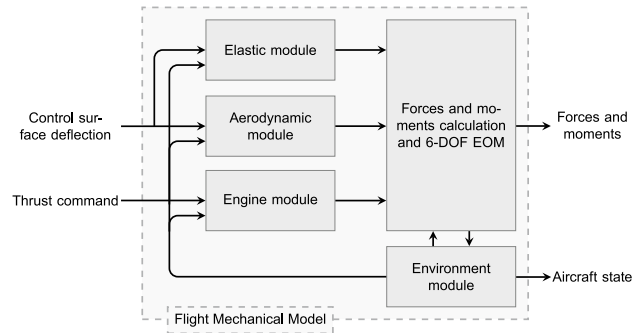 Elastic module
Control sur-
face deflection
Aerodynamic
module
Forces and mo-
ments calculation
and 6-DOF EOM
Forces and
moments
Thrust command
Engine module
Environment
module
Aircraft state
Flight Mechanical Model